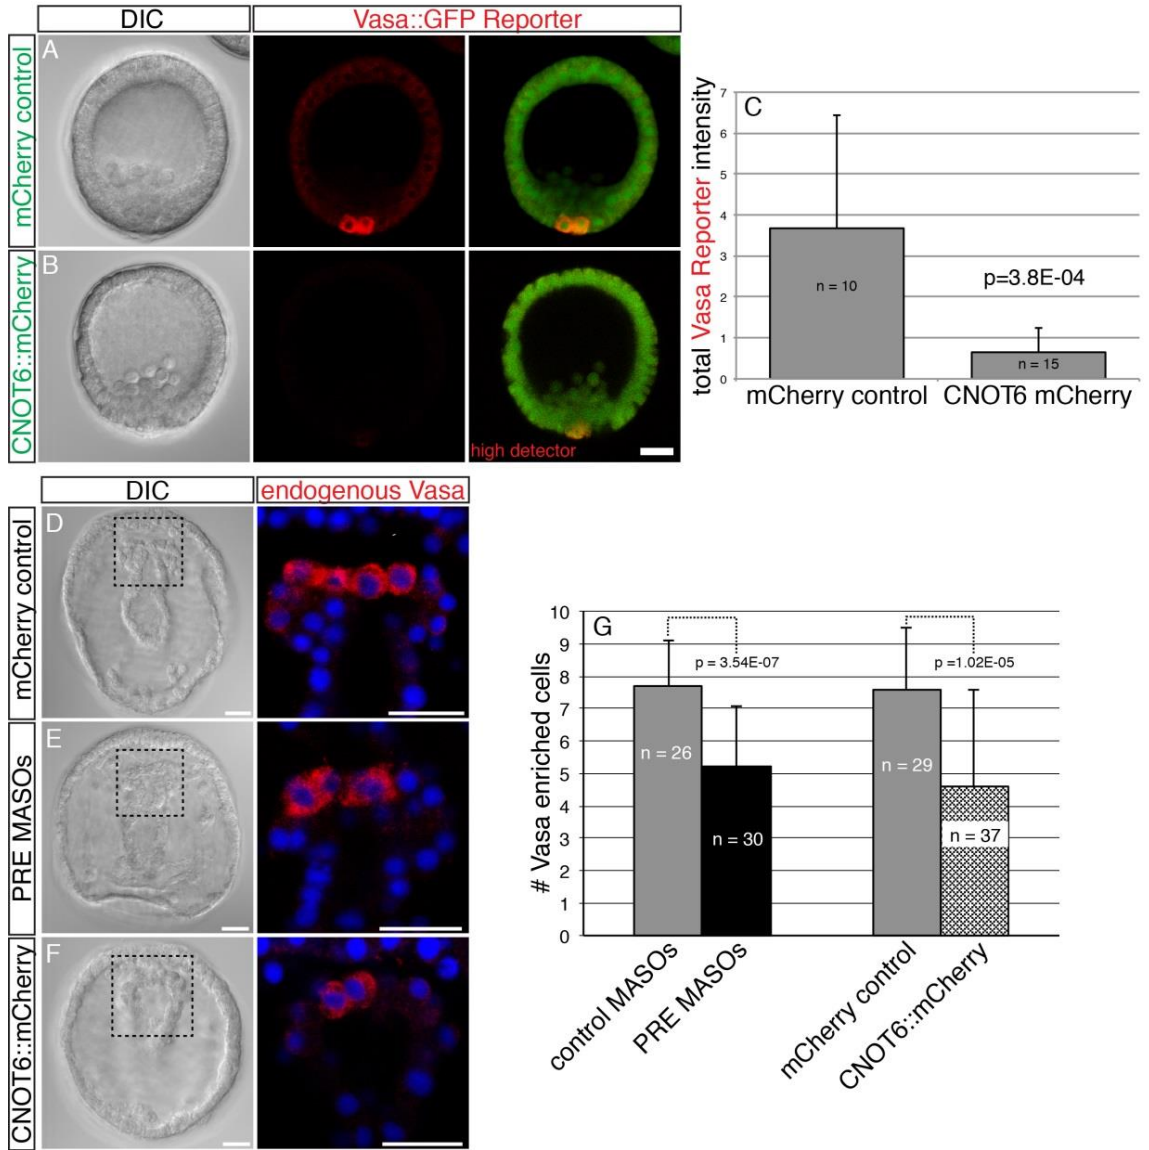 DIC
Vasa::GFP Reporter
mCherry control
A
CNOT6::mCherry
B
high detector
C
total Vasa Reporter intensity
7
6
5
4
3
2
1
0
n = 10
p=3.8E-04
n = 15
mCherry control
CNOT6 mCherry
DIC
endogenous Vasa
mCherry control
D
PRE MASOs
E
CNOT6::mCherry
F
G
# Vasa enriched cells
10
9
8
7
6
5
4
3
2
1
0
p = 3.54E-07
p =1.02E-05
n = 26
n = 30
n = 29
n = 37
control MASOs
PRE MASOs
mCherry control
CNOT6::mCherry